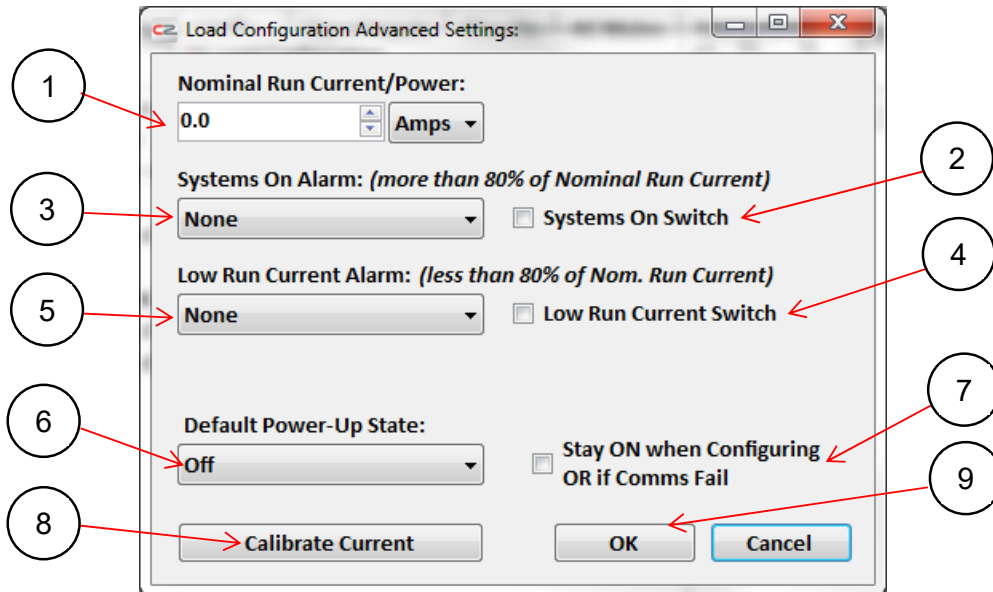 CZ Load Configuration Advanced Settings:
1
Nominal Run Current/Power:
0.0 Amps
2
Systems On Alarm: (more than 80% of Nominal Run Current)
3
None Systems On Switch
4
Low Run Current Alarm: (less than 80% of Nom. Run Current)
5
None Low Run Current Switch
6
Default Power-Up State:
7
Off
Stay ON when Configuring
OR if Comms Fail
8
9
Calibrate Current OK Cancel